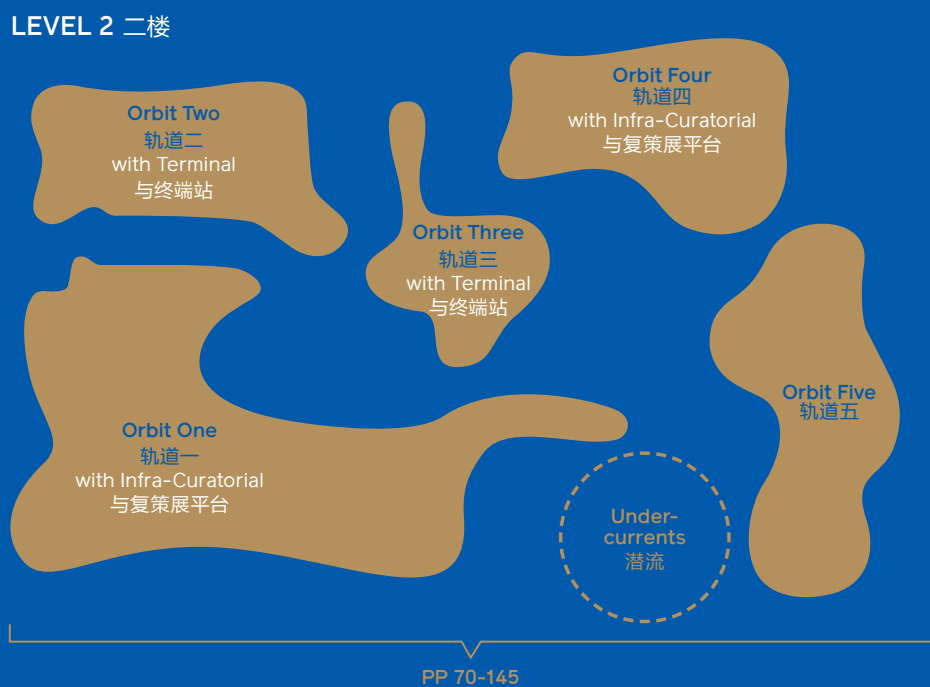 LEVEL 2 二楼
Orbit Two
轨道二
with Terminal
与终端站
Orbit Four
轨道四
with Infra-Curatorial
与复策展平台
Orbit Three
轨道三
with Terminal
与终端站
Orbit One
轨道一
with Infra-Curatorial
与复策展平台
Orbit Five
轨道五
Under-
currents
潜流
PP 70-145